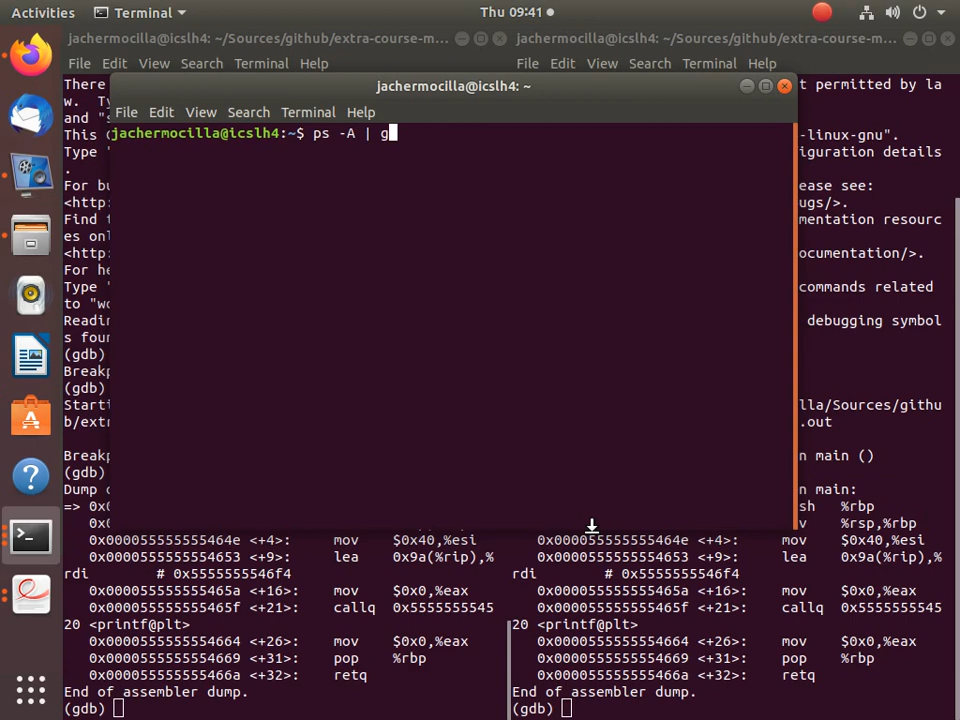 Activities Terminal Thu 09:41
jachermocilla@icslh4: ~/Sources/github/extra-course-m...
File Edit View Search Terminal Help
jachermocilla@icslh4: ~/Sources/github/extra-course-m...
File Edit View Search Terminal Help
jachermocilla@icslh4: ~
File Edit View Search Terminal Help
jachermocilla@icslh4:~$ ps -A | g
There
w. Ty
and "s
This
Type "
.
For bu
<http:
Find t
es onl
<http:
For he
Type "
to "wo
Readin
s foun
(gdb)
Breakp
(gdb)
Starti
b/extr
Breakp
(gdb)
Dump o
=> 0x0
0x0
0x000055555555464e <+4>: mov $0x40,%esi
0x0000555555554653 <+9>: lea 0x9a(%rip),%
rdi # 0x5555555546f4
0x000055555555465a <+16>: mov $0x0,%eax
0x000055555555465f <+21>: callq 0x5555555545
20 <printf@plt>
0x0000555555554664 <+26>: mov $0x0,%eax
0x0000555555554669 <+31>: pop %rbp
0x000055555555466a <+32>: retq
End of assembler dump.
(gdb)
t permitted by la
-linux-gnu".
iguration details
ease see:
ugs/>.
mentation resourc
ocumentation/>.
commands related
debugging symbol
lla/Sources/githu
.out
n main ()
n main:
sh %rbp
v %rsp,%rbp
0x000055555555464e <+4>: mov $0x40,%esi
0x0000555555554653 <+9>: lea 0x9a(%rip),%
rdi # 0x5555555546f4
0x000055555555465a <+16>: mov $0x0,%eax
0x000055555555465f <+21>: callq 0x5555555545
20 <printf@plt>
0x0000555555554664 <+26>: mov $0x0,%eax
0x0000555555554669 <+31>: pop %rbp
0x000055555555466a <+32>: retq
End of assembler dump.
(gdb)